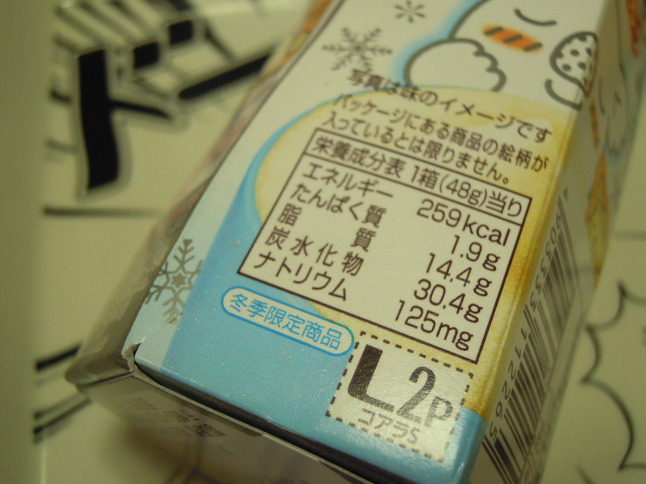 写真は味のイメージです
パッケージにある商品の絵柄が
入っているとは限りません。
栄養成分表 1箱(48g)当り
エネルギー 259kcal
たんぱく質 1.9g
脂質 14.4g
炭水化物 30.4g
ナトリウム 125mg
冬季限定商品
L2P
コアラS